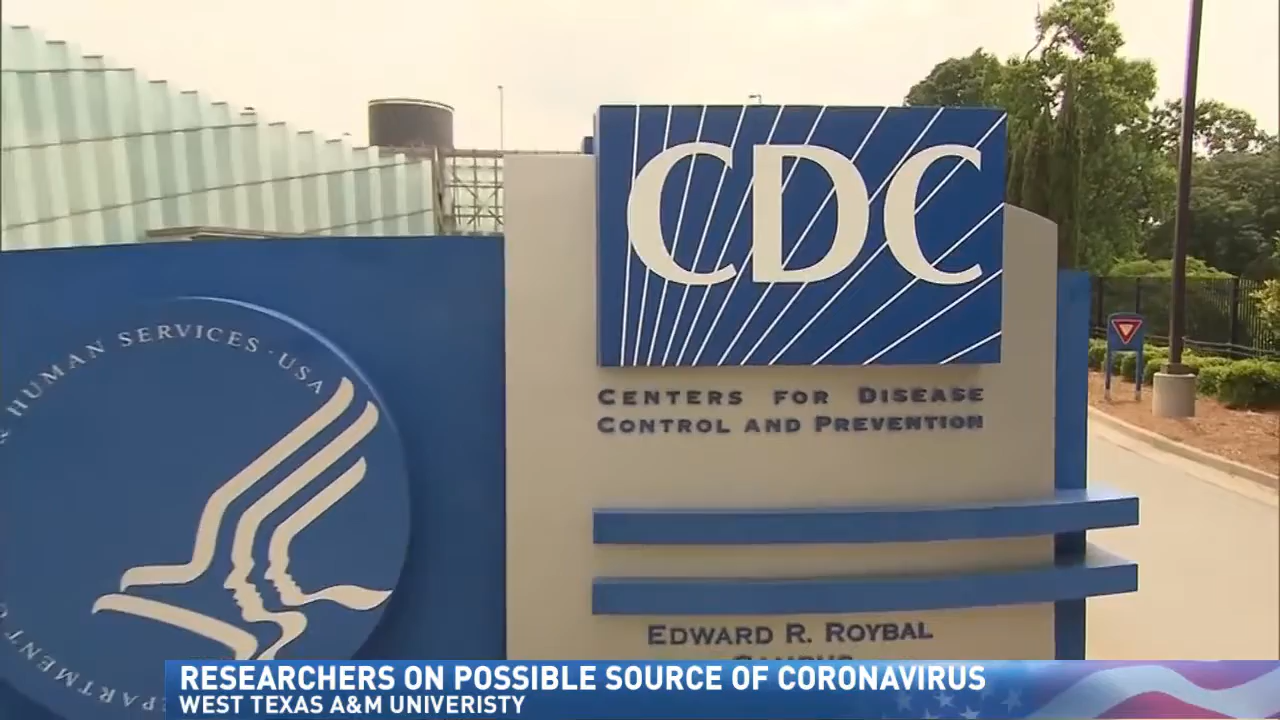 & HUMAN SERVICES · USA
CDC
CENTERS FOR DISEASE
CONTROL AND PREVENTION
EDWARD R. ROYBAL
CAMPUS
RESEARCHERS ON POSSIBLE SOURCE OF CORONAVIRUS
WEST TEXAS A&M UNIVERISTY